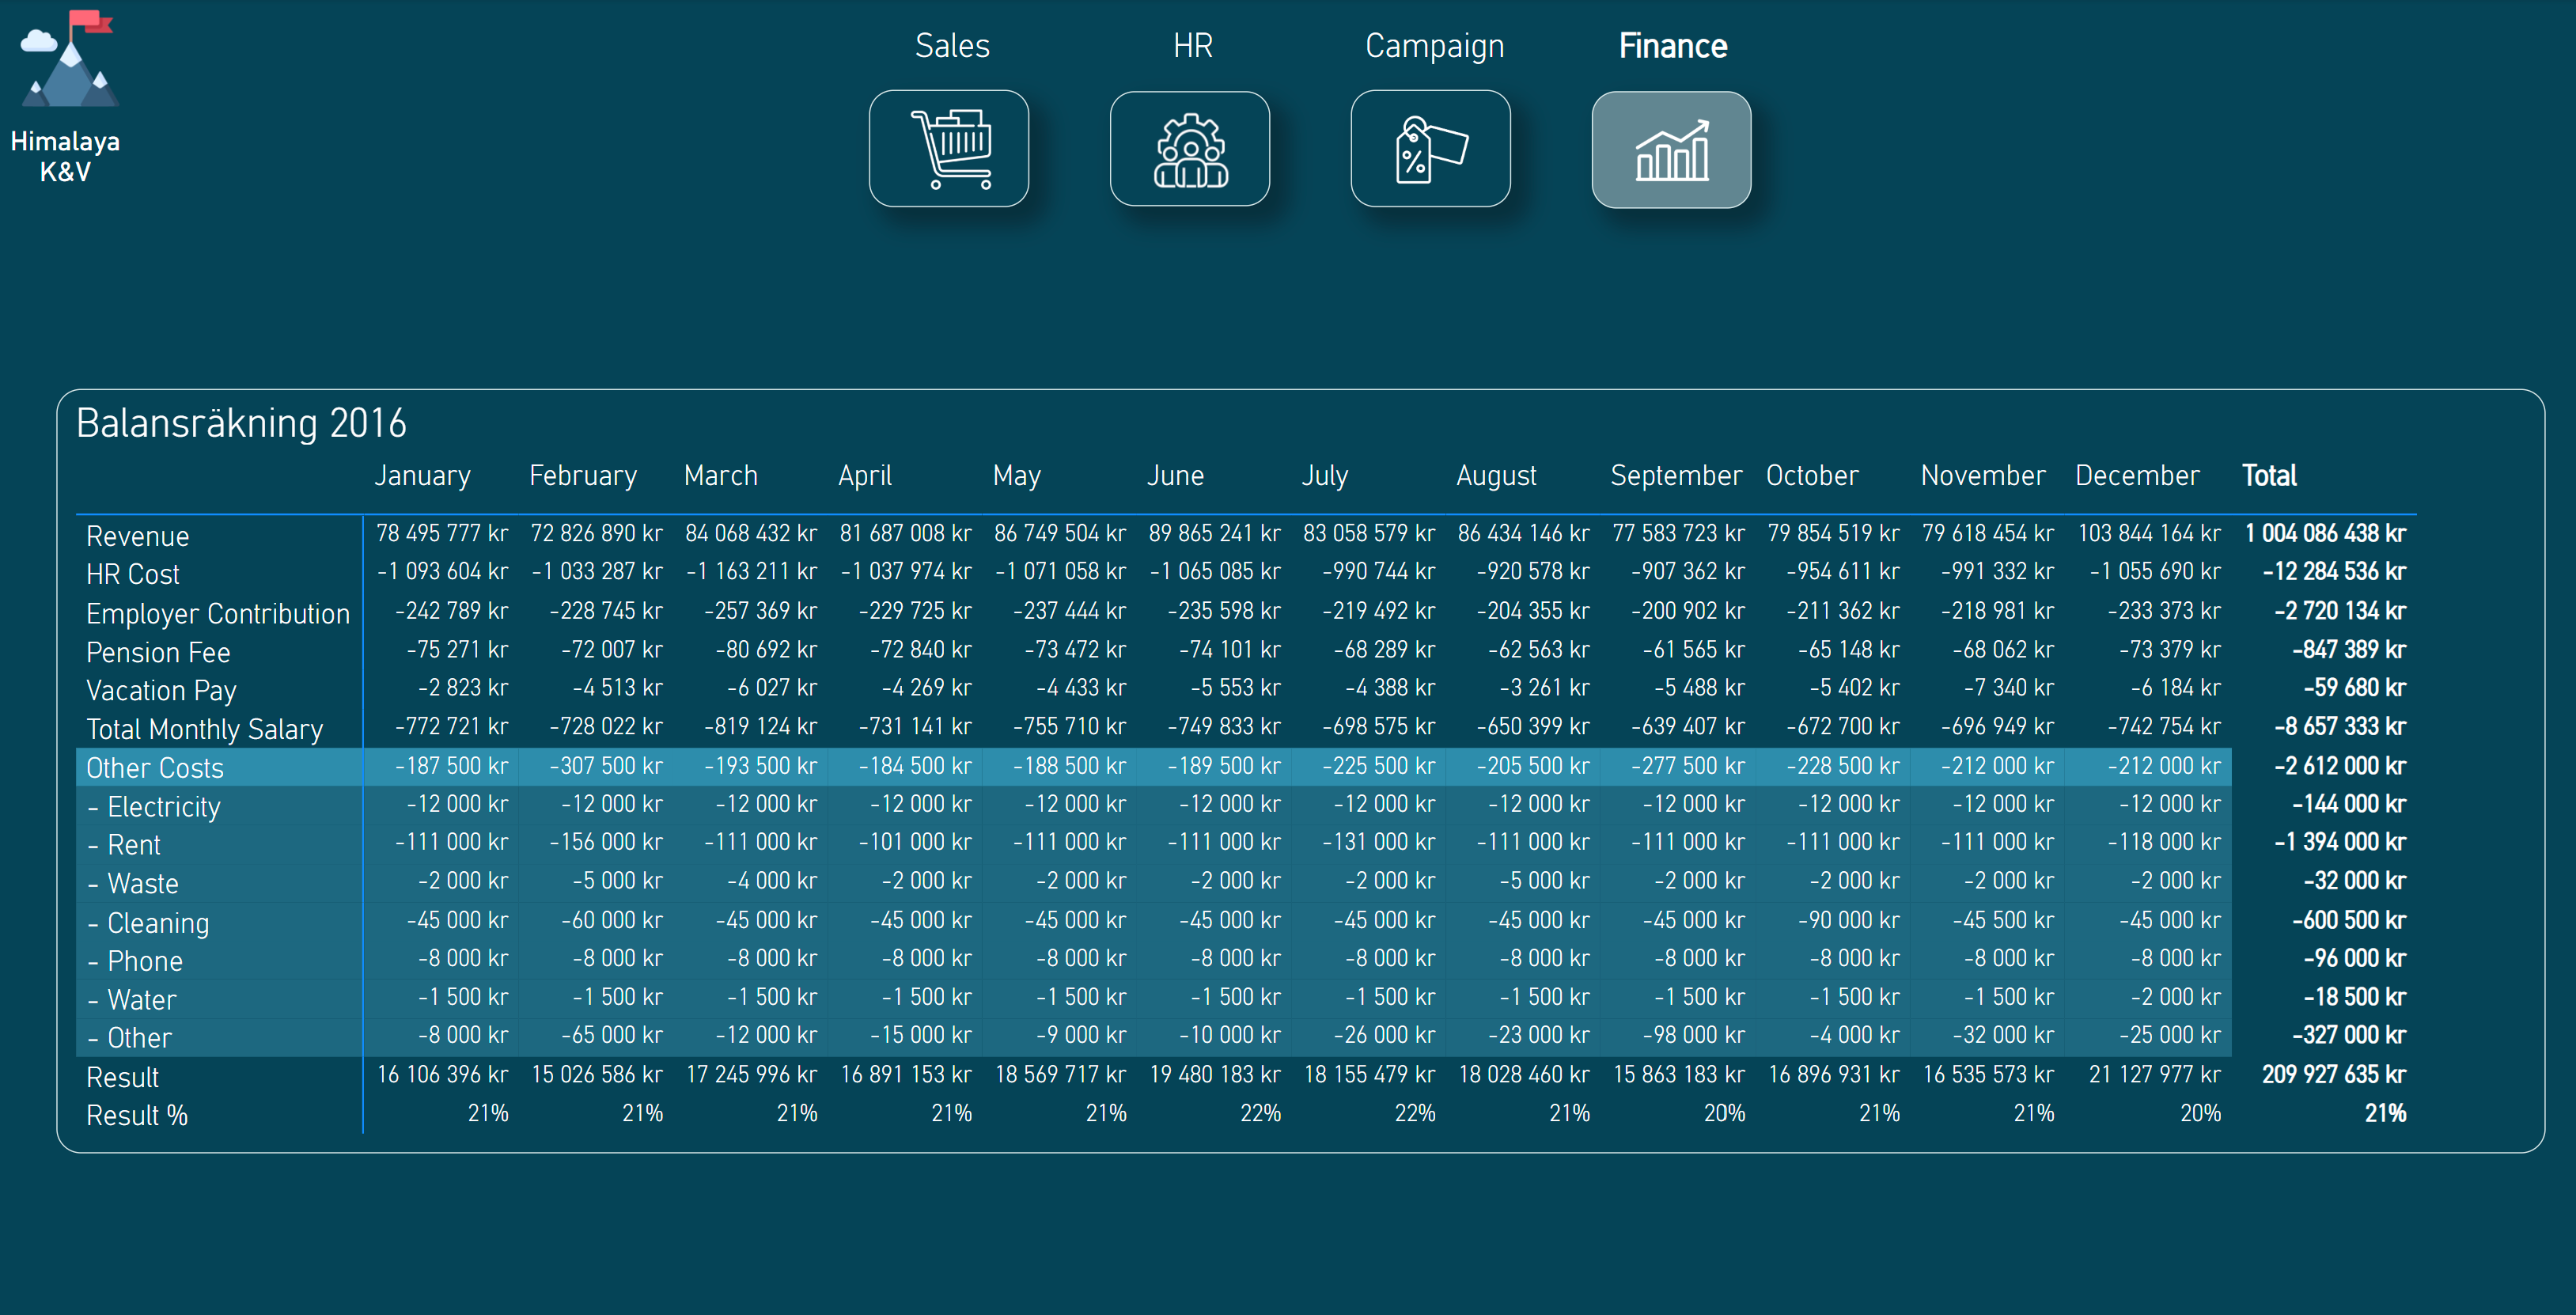 Sales HR Campaign Finance
Himalaya
K&V
%
Balansräkning 2016
January February March April May June July August September October November December Total
Revenue 78 495 777 kr 72 826 890 kr 84 068 432 kr 81 687 008 kr 86 749 504 kr 89 865 241 kr 83 058 579 kr 86 434 146 kr 77 583 723 kr 79 854 519 kr 79 618 454 kr 103 844 164 kr 1 004 086 438 kr
HR Cost -1 093 604 kr -1 033 287 kr -1 163 211 kr -1 037 974 kr -1 071 058 kr -1 065 085 kr -990 744 kr -920 578 kr -907 362 kr -954 611 kr -991 332 kr -1 055 690 kr -12 284 536 kr
Employer Contribution -242 789 kr -228 745 kr -257 369 kr -229 725 kr -237 444 kr -235 598 kr -219 492 kr -204 355 kr -200 902 kr -211 362 kr -218 981 kr -233 373 kr -2 720 134 kr
Pension Fee -75 271 kr -72 007 kr -80 692 kr -72 840 kr -73 472 kr -74 101 kr -68 289 kr -62 563 kr -61 565 kr -65 148 kr -68 062 kr -73 379 kr -847 389 kr
Vacation Pay -2 823 kr -4 513 kr -6 027 kr -4 269 kr -4 433 kr -5 553 kr -4 388 kr -3 261 kr -5 488 kr -5 402 kr -7 340 kr -6 184 kr -59 680 kr
Total Monthly Salary -772 721 kr -728 022 kr -819 124 kr -731 141 kr -755 710 kr -749 833 kr -698 575 kr -650 399 kr -639 407 kr -672 700 kr -696 949 kr -742 754 kr -8 657 333 kr
Other Costs -187 500 kr -307 500 kr -193 500 kr -184 500 kr -188 500 kr -189 500 kr -225 500 kr -205 500 kr -277 500 kr -228 500 kr -212 000 kr -212 000 kr -2 612 000 kr
- Electricity -12 000 kr -12 000 kr -12 000 kr -12 000 kr -12 000 kr -12 000 kr -12 000 kr -12 000 kr -12 000 kr -12 000 kr -12 000 kr -12 000 kr -144 000 kr
- Rent -111 000 kr -156 000 kr -111 000 kr -101 000 kr -111 000 kr -111 000 kr -131 000 kr -111 000 kr -111 000 kr -111 000 kr -111 000 kr -118 000 kr -1 394 000 kr
- Waste -2 000 kr -5 000 kr -4 000 kr -2 000 kr -2 000 kr -2 000 kr -2 000 kr -5 000 kr -2 000 kr -2 000 kr -2 000 kr -2 000 kr -32 000 kr
- Cleaning -45 000 kr -60 000 kr -45 000 kr -45 000 kr -45 000 kr -45 000 kr -45 000 kr -45 000 kr -45 000 kr -90 000 kr -45 500 kr -45 000 kr -600 500 kr
- Phone -8 000 kr -8 000 kr -8 000 kr -8 000 kr -8 000 kr -8 000 kr -8 000 kr -8 000 kr -8 000 kr -8 000 kr -8 000 kr -8 000 kr -96 000 kr
- Water -1 500 kr -1 500 kr -1 500 kr -1 500 kr -1 500 kr -1 500 kr -1 500 kr -1 500 kr -1 500 kr -1 500 kr -1 500 kr -2 000 kr -18 500 kr
- Other -8 000 kr -65 000 kr -12 000 kr -15 000 kr -9 000 kr -10 000 kr -26 000 kr -23 000 kr -98 000 kr -4 000 kr -32 000 kr -25 000 kr -327 000 kr
Result 16 106 396 kr 15 026 586 kr 17 245 996 kr 16 891 153 kr 18 569 717 kr 19 480 183 kr 18 155 479 kr 18 028 460 kr 15 863 183 kr 16 896 931 kr 16 535 573 kr 21 127 977 kr 209 927 635 kr
Result % 21% 21% 21% 21% 21% 22% 22% 21% 20% 21% 21% 20% 21%